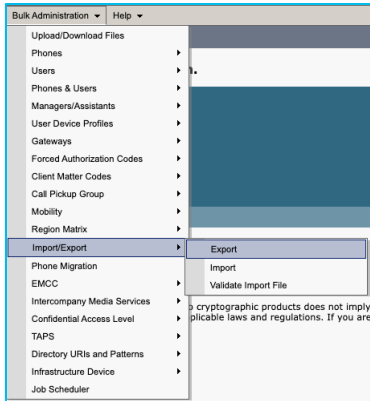 Bulk Administration Help
Upload/Download Files
Phones
n.
Users
Phones & Users
Managers/Assistants
User Device Profiles
Gateways
Forced Authorization Codes
Client Matter Codes
Call Pickup Group
Mobility
Region Matrix
Import/Export
Export
Phone Migration
Import
EMCC
Validate Import File
Intercompany Media Services
cryptographic products does not imply
Confidential Access Level
plicable laws and regulations. If you are
TAPS
Directory URIs and Patterns
Infrastructure Device
Job Scheduler